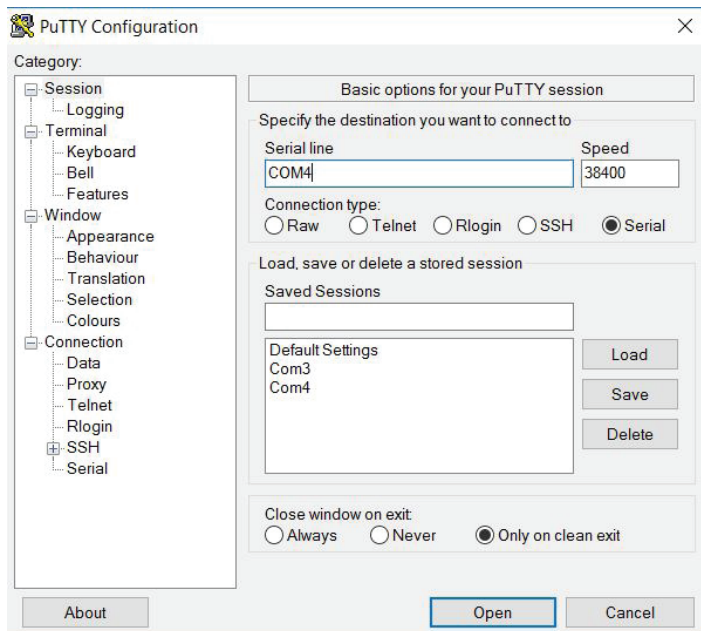 PuTTY Configuration
Category:
Session
Logging
Terminal
Keyboard
Bell
Features
Window
Appearance
Behaviour
Translation
Selection
Colours
Connection
Data
Proxy
Telnet
Rlogin
SSH
Serial
Basic options for your PuTTY session
Specify the destination you want to connect to
Serial line Speed
COM4 38400
Connection type:
Raw Telnet Rlogin SSH Serial
Load, save or delete a stored session
Saved Sessions
Default Settings
Com3
Com4
Load
Save
Delete
Close window on exit:
Always Never Only on clean exit
About Open Cancel